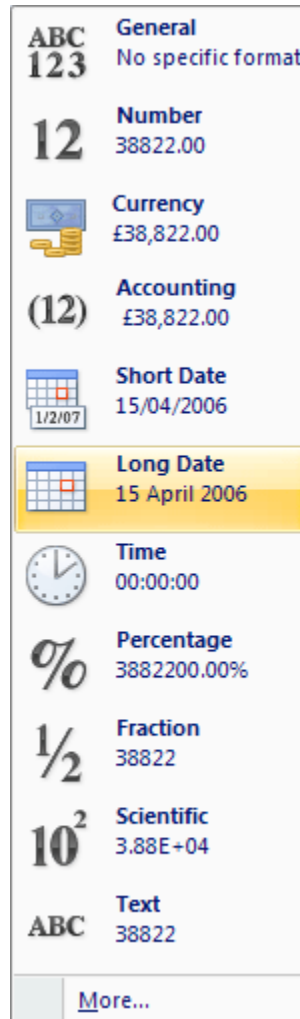 ABC
123
General
No specific format
12
Number
38822.00
Currency
£38,822.00
(12)
Accounting
£38,822.00
1/2/07
Short Date
15/04/2006
Long Date
15 April 2006
Time
00:00:00
%
Percentage
3882200.00%
1/2
Fraction
38822
10²
Scientific
3.88E+04
ABC
Text
38822
More...